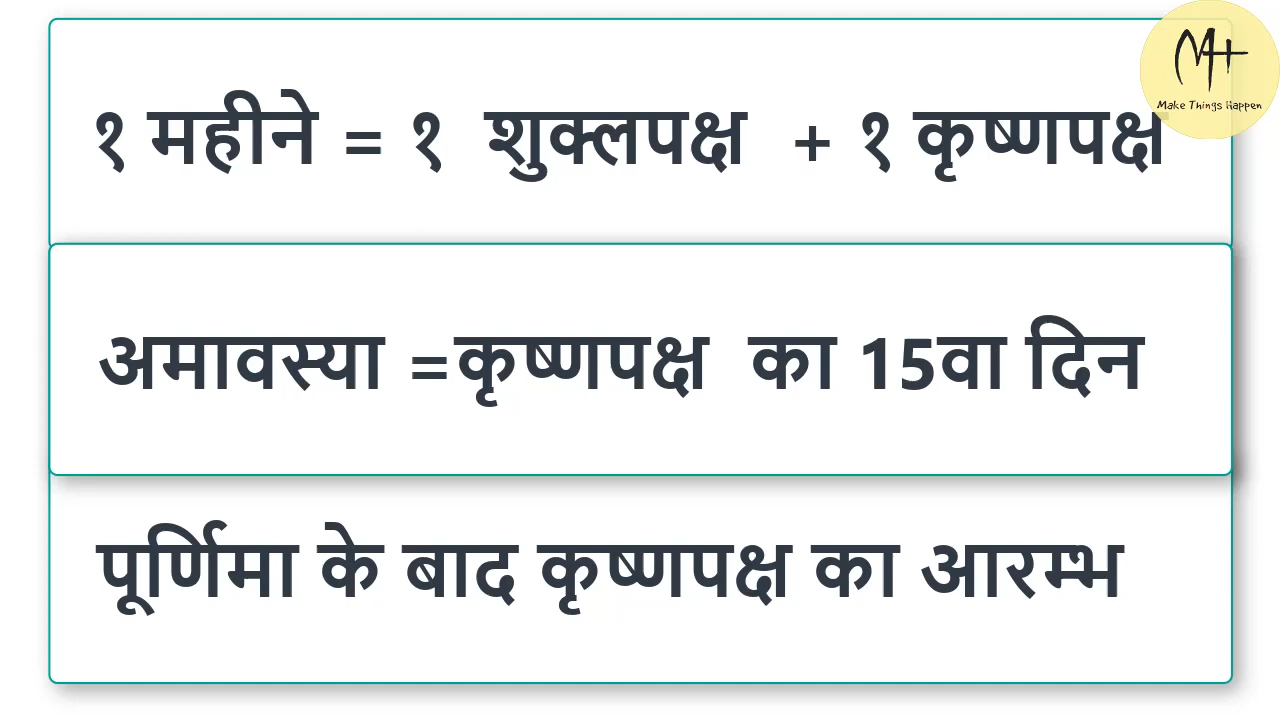 १ महीने = १ शुक्लपक्ष + १ कृष्णपक्ष
Make Things Happen
अमावस्या =कृष्णपक्ष का 15वा दिन
पूर्णिमा के बाद कृष्णपक्ष का आरम्भ